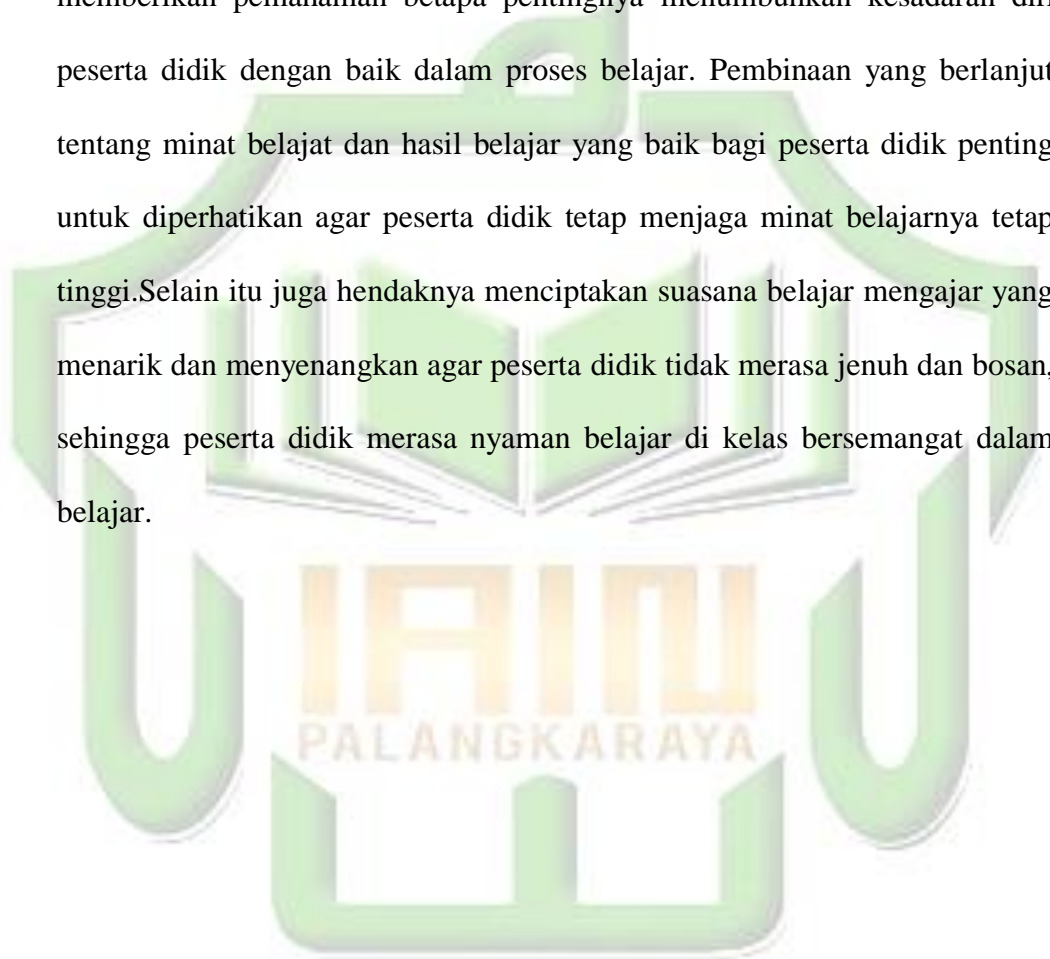 memberikan pemahaman betapa pentingnya menumbuhkan kesadaran diri
peserta didik dengan baik dalam proses belajar. Pembinaan yang berlanjut
tentang minat belajat dan hasil belajar yang baik bagi peserta didik penting
untuk diperhatikan agar peserta didik tetap menjaga minat belajarnya tetap
tinggi.Selain itu juga hendaknya menciptakan suasana belajar mengajar yang
menarik dan menyenangkan agar peserta didik tidak merasa jenuh dan bosan,
sehingga peserta didik merasa nyaman belajar di kelas bersemangat dalam
belajar.
IAIN
PALANGKARAYA